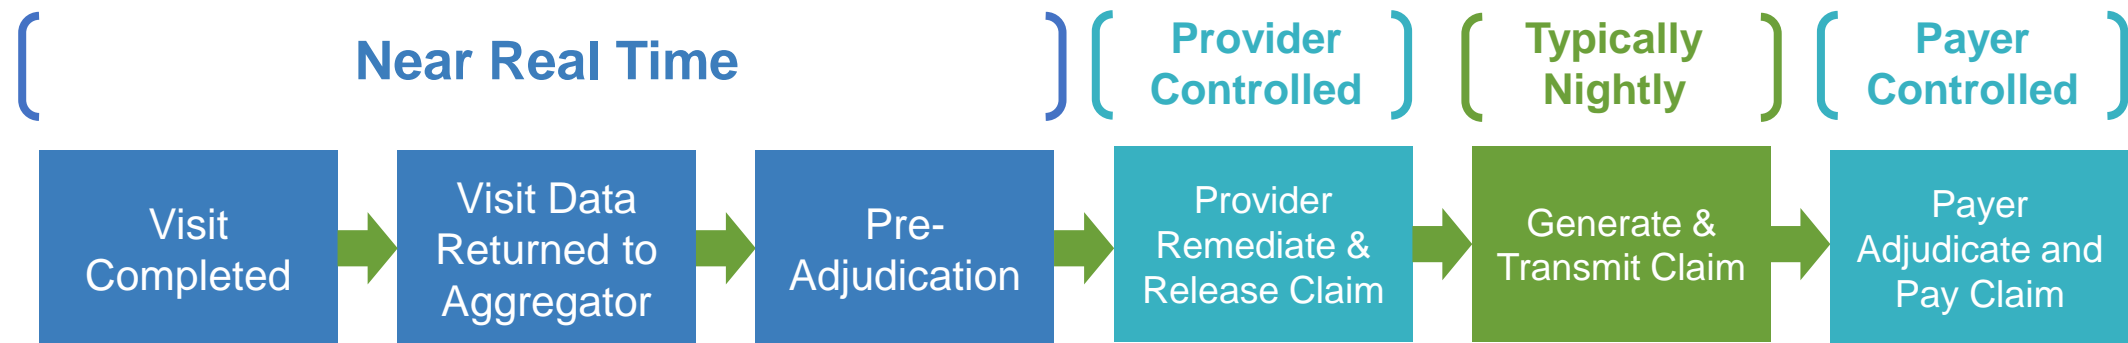 Near Real Time
Provider
Controlled
Typically
Nightly
Payer
Controlled
Visit
Completed
Visit Data
Returned to
Aggregator
Pre-
Adjudication
Provider
Remediate &
Release Claim
Generate &
Transmit Claim
Payer
Adjudicate and
Pay Claim